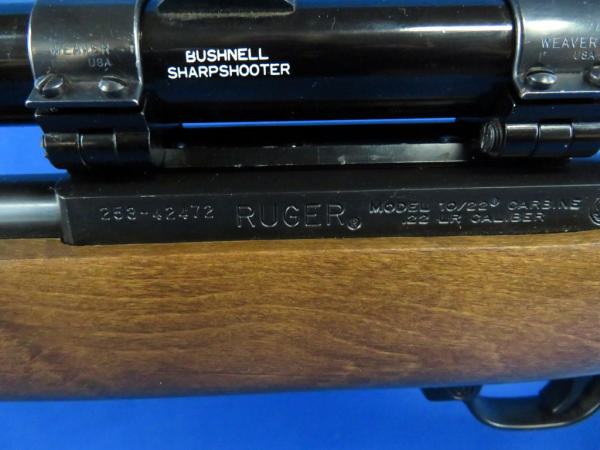 WEAVER
USA
BUSHNELL
SHARPSHOOTER
WEAVER
USA
253-42472 RUGER® MODEL 10/22® CARBINE
.22 LR CALIBER